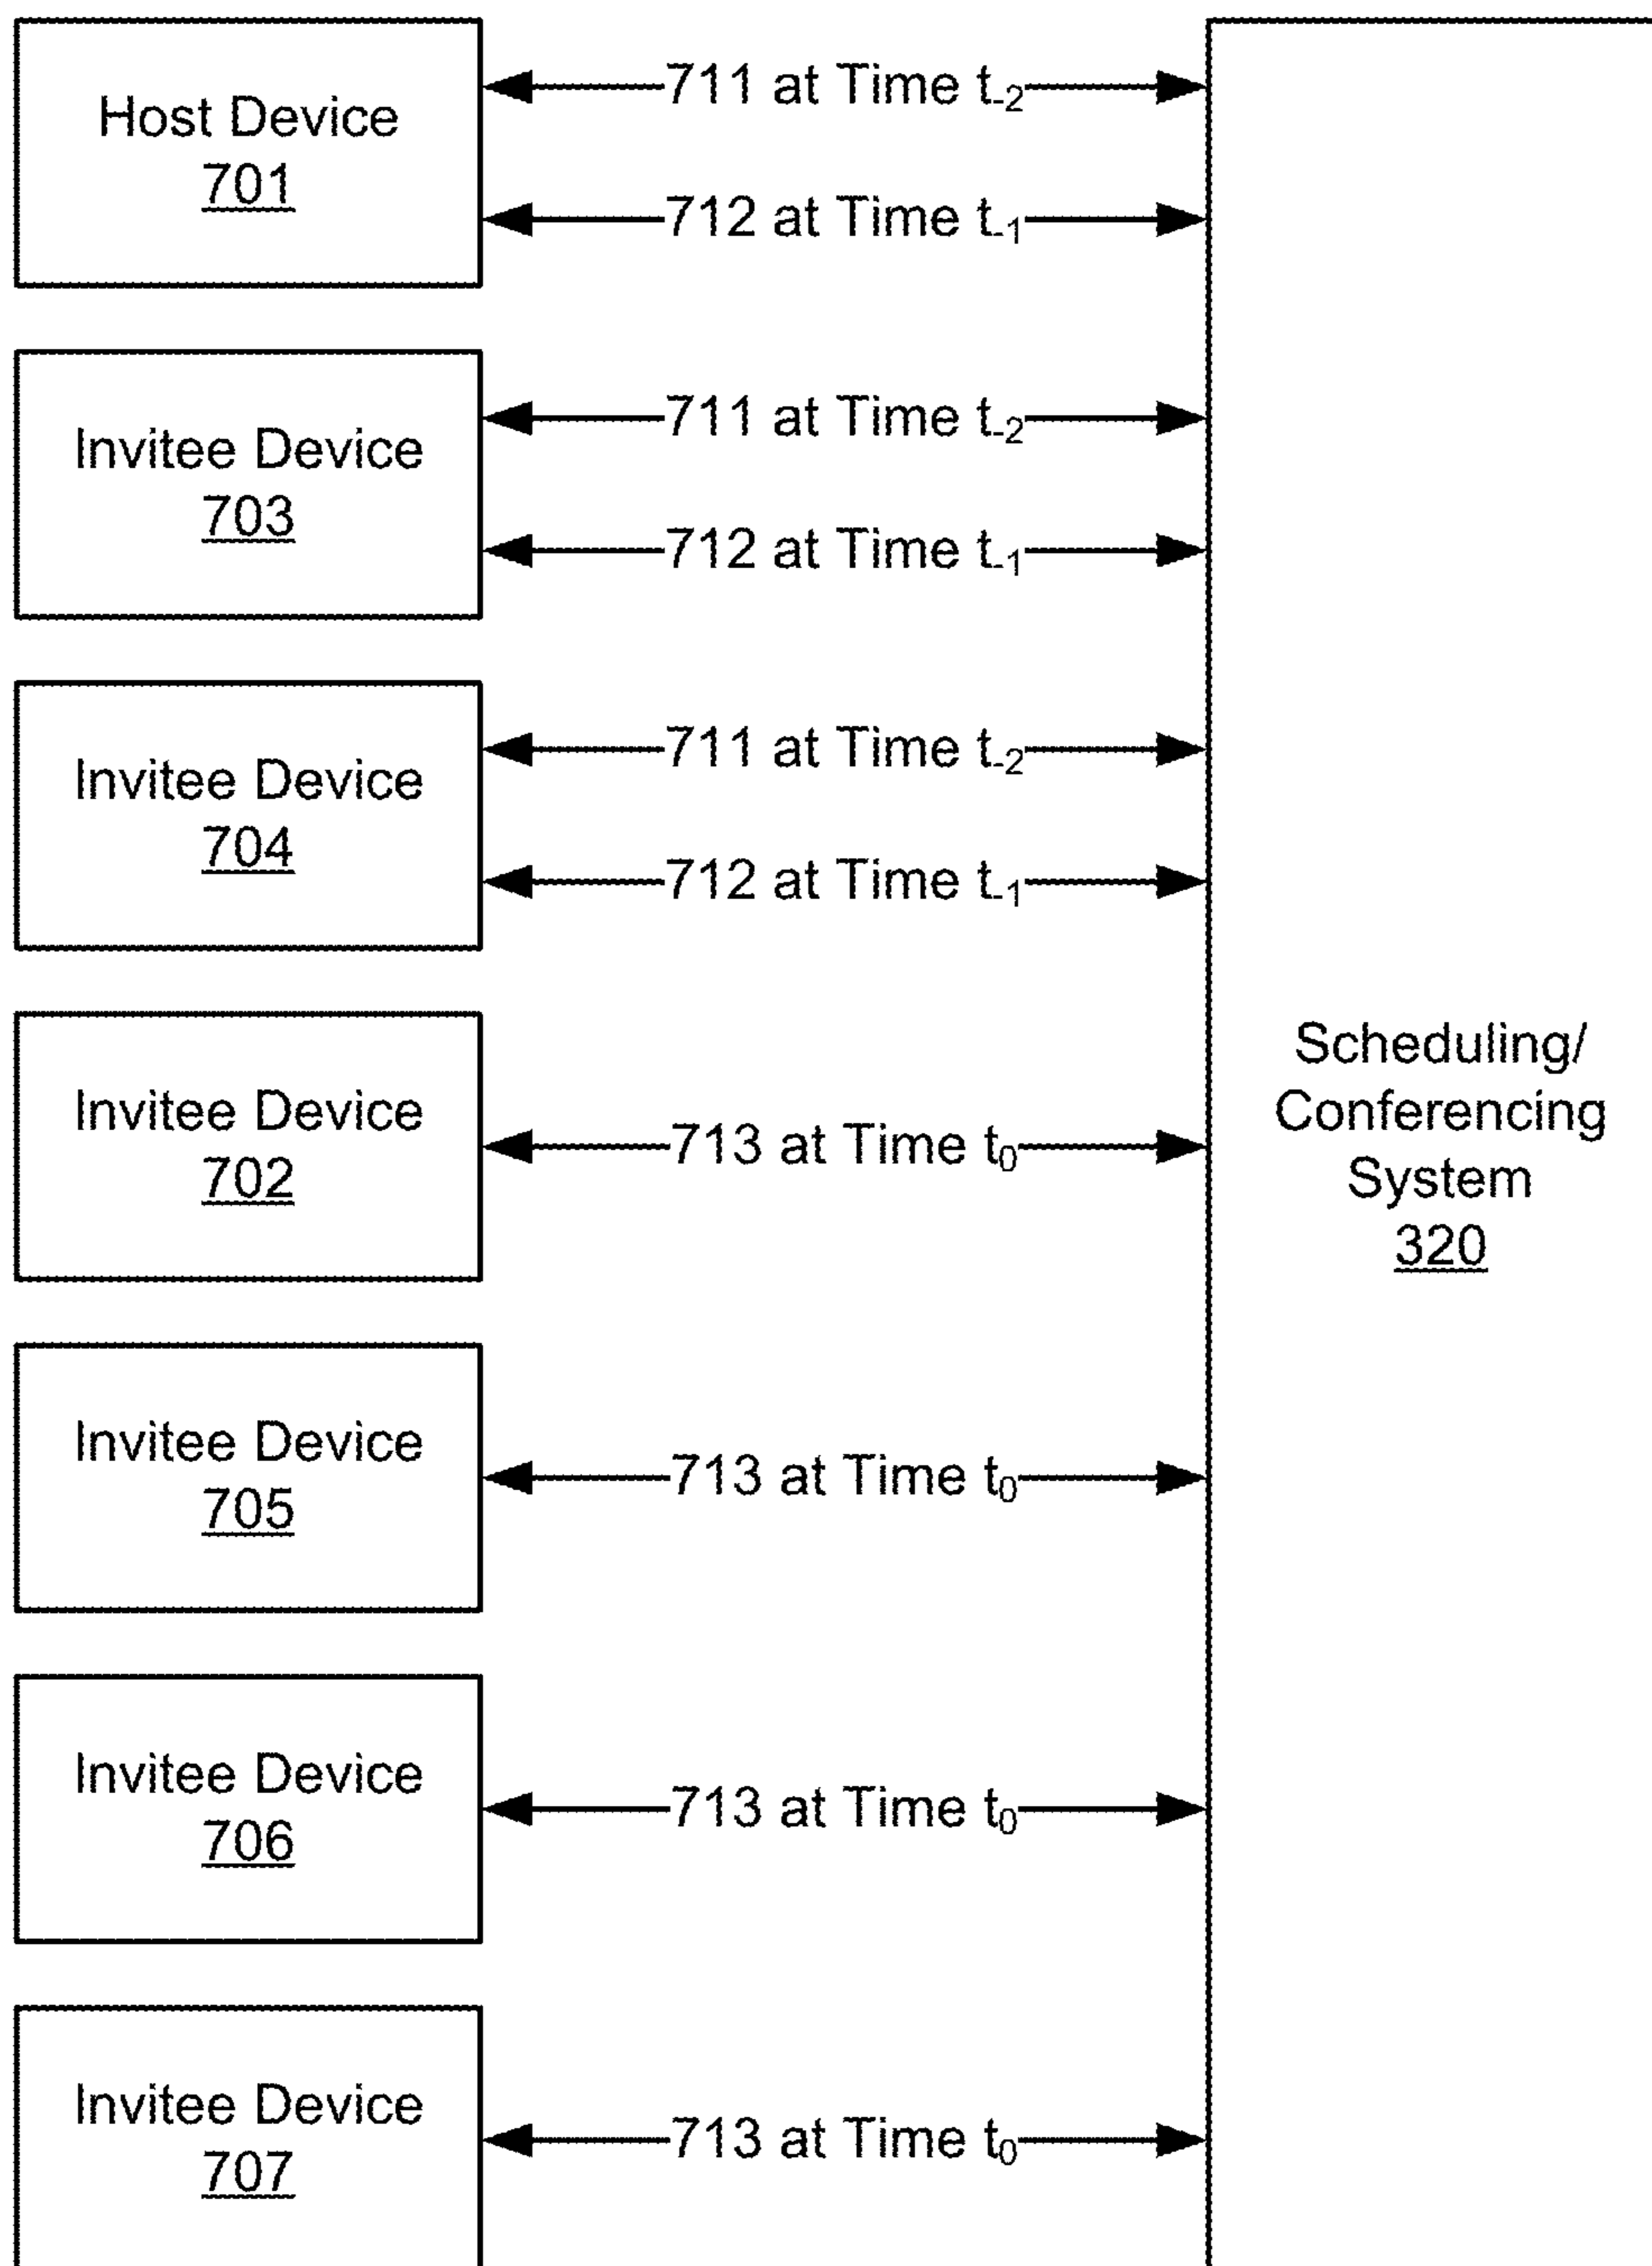 Host Device
701
711 at Time t-2
712 at Time t-1
Invitee Device
703
711 at Time t-2
712 at Time t-1
Invitee Device
704
711 at Time t-2
712 at Time t-1
Invitee Device
702
713 at Time t0
Invitee Device
705
713 at Time t0
Invitee Device
706
713 at Time t0
Invitee Device
707
713 at Time t0
Scheduling/
Conferencing
System
320